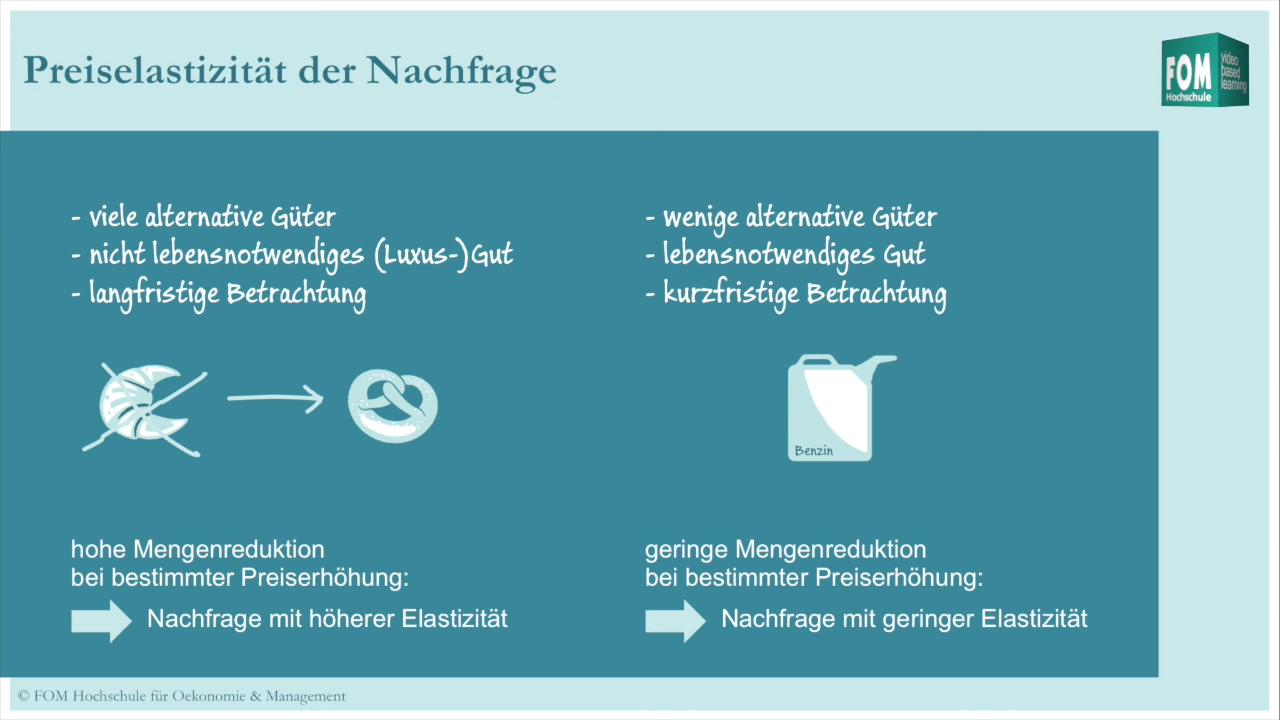 Preiselastizität der Nachfrage
FOM
Hochschule
video
based
learning
- viele alternative Güter
- nicht lebensnotwendiges (Luxus-)Gut
- langfristige Betrachtung
- wenige alternative Güter
- lebensnotwendiges Gut
- kurzfristige Betrachtung
Benzin
hohe Mengenreduktion
bei bestimmter Preiserhöhung:
Nachfrage mit höherer Elastizität
geringe Mengenreduktion
bei bestimmter Preiserhöhung:
Nachfrage mit geringer Elastizität
© FOM Hochschule für Oekonomie & Management